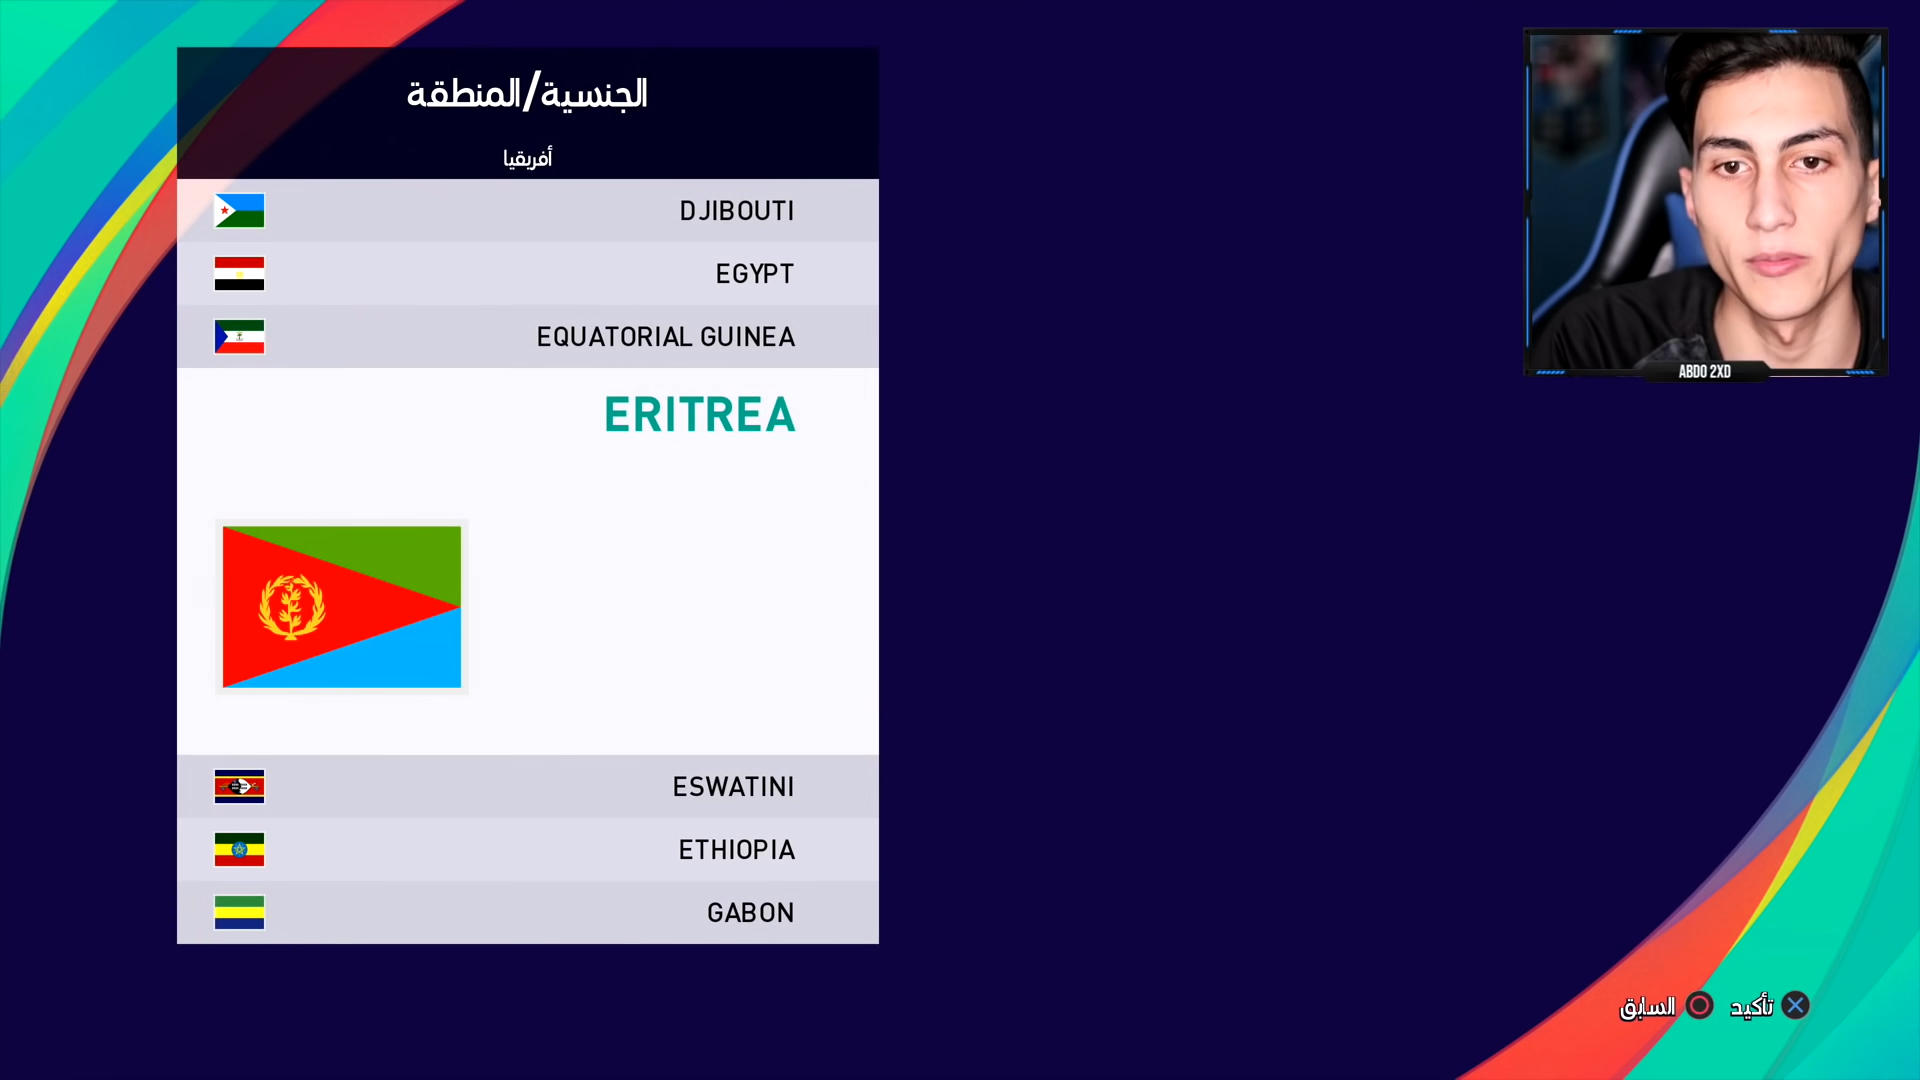 الجنسية/المنطقة
أفريقيا
DJIBOUTI
EGYPT
EQUATORIAL GUINEA
ERITREA
ESWATINI
ETHIOPIA
GABON
ABDO 2XD
تأكيد
السابق